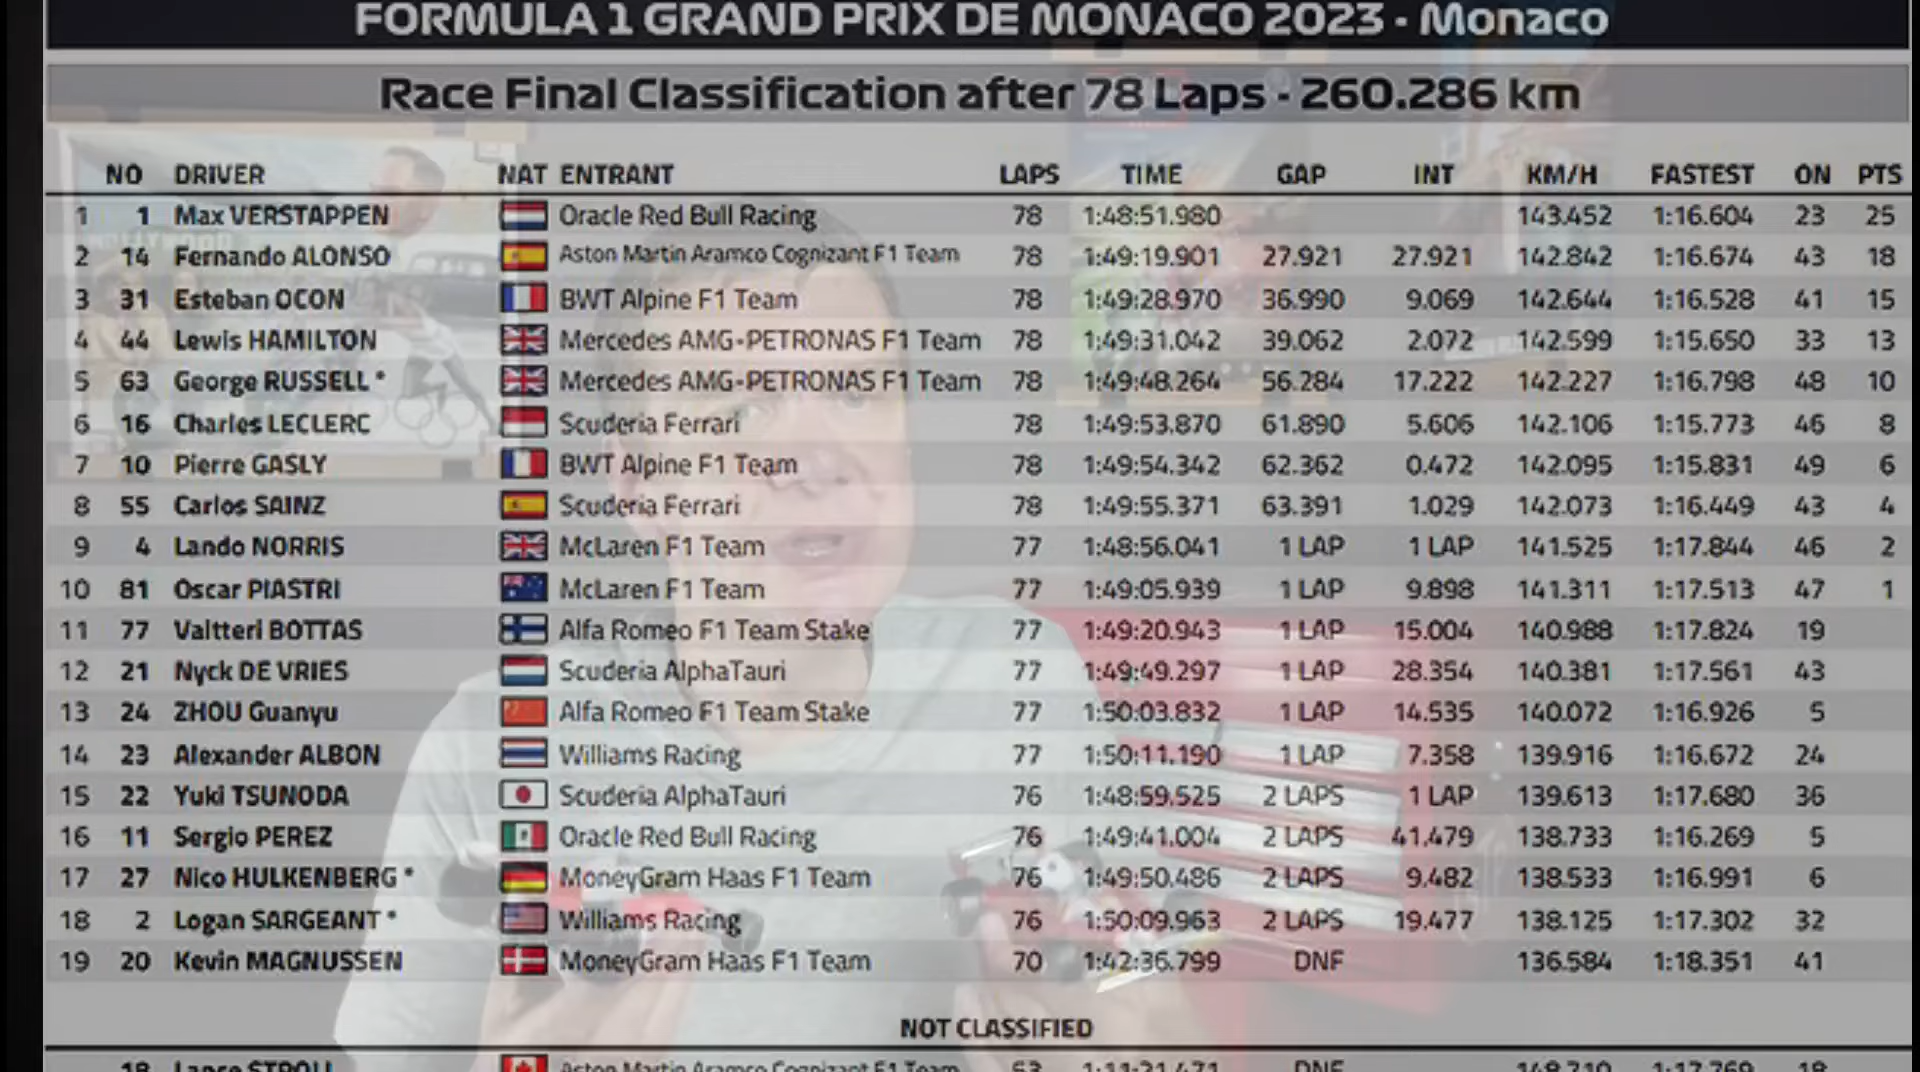 FORMULA 1 GRAND PRIX DE MONACO 2023 - Monaco
Race Final Classification after 78 Laps - 260.286 km
NO DRIVER NAT ENTRANT LAPS TIME GAP INT KM/H FASTEST ON PTS
1 1 Max VERSTAPPEN Oracle Red Bull Racing 78 1:48:51.980 143.452 1:16.604 23 25
2 14 Fernando ALONSO Aston Martin Aramco Cognizant F1 Team 78 1:49:19.901 27.921 27.921 142.842 1:16.674 43 18
3 31 Esteban OCON BWT Alpine F1 Team 78 1:49:28.970 36.990 9.069 142.644 1:16.528 41 15
4 44 Lewis HAMILTON Mercedes AMG-PETRONAS F1 Team 78 1:49:31.042 39.062 2.072 142.599 1:15.650 33 13
5 63 George RUSSELL * Mercedes AMG-PETRONAS F1 Team 78 1:49:48.264 56.284 17.222 142.227 1:16.798 48 10
6 16 Charles LECLERC Scuderia Ferrari 78 1:49:53.870 61.890 5.606 142.106 1:15.773 46 8
7 10 Pierre GASLY BWT Alpine F1 Team 78 1:49:54.342 62.362 0.472 142.095 1:15.831 49 6
8 55 Carlos SAINZ Scuderia Ferrari 78 1:49:55.371 63.391 1.029 142.073 1:16.449 43 4
9 4 Lando NORRIS McLaren F1 Team 77 1:48:56.041 1 LAP 1 LAP 141.525 1:17.844 46 2
10 81 Oscar PIASTRI McLaren F1 Team 77 1:49:05.939 1 LAP 9.898 141.311 1:17.513 47 1
11 77 Valtteri BOTTAS Alfa Romeo F1 Team Stake 77 1:49:20.943 1 LAP 15.004 140.988 1:17.824 19
12 21 Nyck DE VRIES Scuderia AlphaTauri 77 1:49:49.297 1 LAP 28.354 140.381 1:17.561 43
13 24 ZHOU Guanyu Alfa Romeo F1 Team Stake 77 1:50:03.832 1 LAP 14.535 140.072 1:16.926 5
14 23 Alexander ALBON Williams Racing 77 1:50:11.190 1 LAP 7.358 139.916 1:16.672 24
15 22 Yuki TSUNODA Scuderia AlphaTauri 76 1:48:59.525 2 LAPS 1 LAP 139.613 1:17.680 36
16 11 Sergio PEREZ Oracle Red Bull Racing 76 1:49:41.004 2 LAPS 41.479 138.733 1:16.269 5
17 27 Nico HULKENBERG * MoneyGram Haas F1 Team 76 1:49:50.486 2 LAPS 9.482 138.533 1:16.991 6
18 2 Logan SARGEANT * Williams Racing 76 1:50:09.963 2 LAPS 19.477 138.125 1:17.302 32
19 20 Kevin MAGNUSSEN MoneyGram Haas F1 Team 70 1:42:36.799 DNF 136.584 1:18.351 41
NOT CLASSIFIED
18 Lance STROLL Aston Martin Aramco Cognizant F1 Team 53 1:11:21.471 DNF 148.710 1:17.769 18